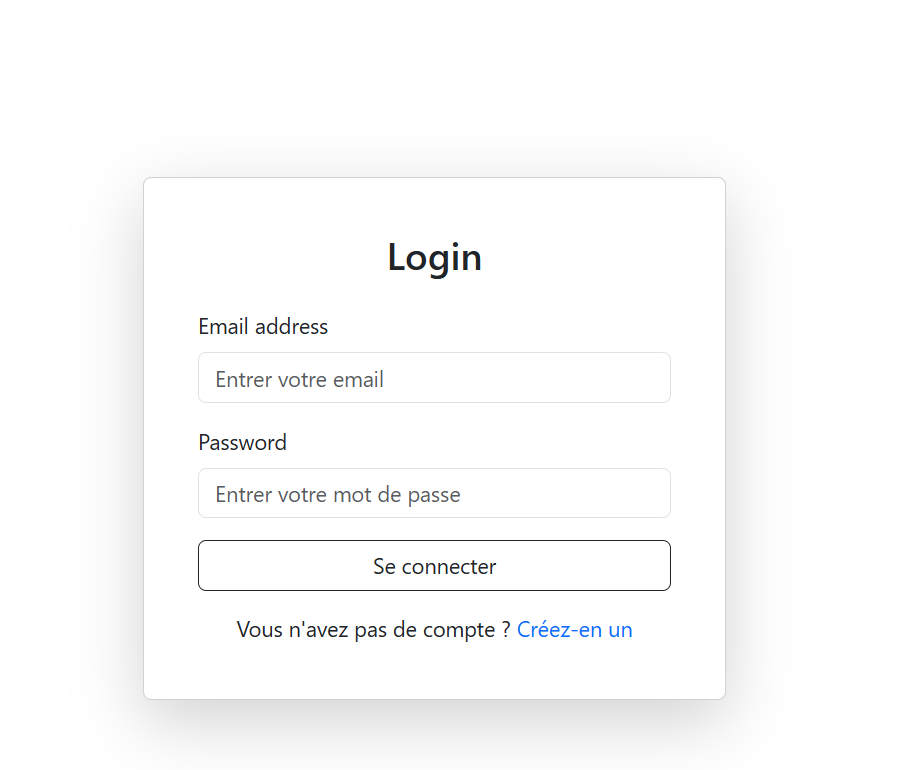 Login
Email address
Entrer votre email
Password
Entrer votre mot de passe
Se connecter
Vous n'avez pas de compte ? Créez-en un